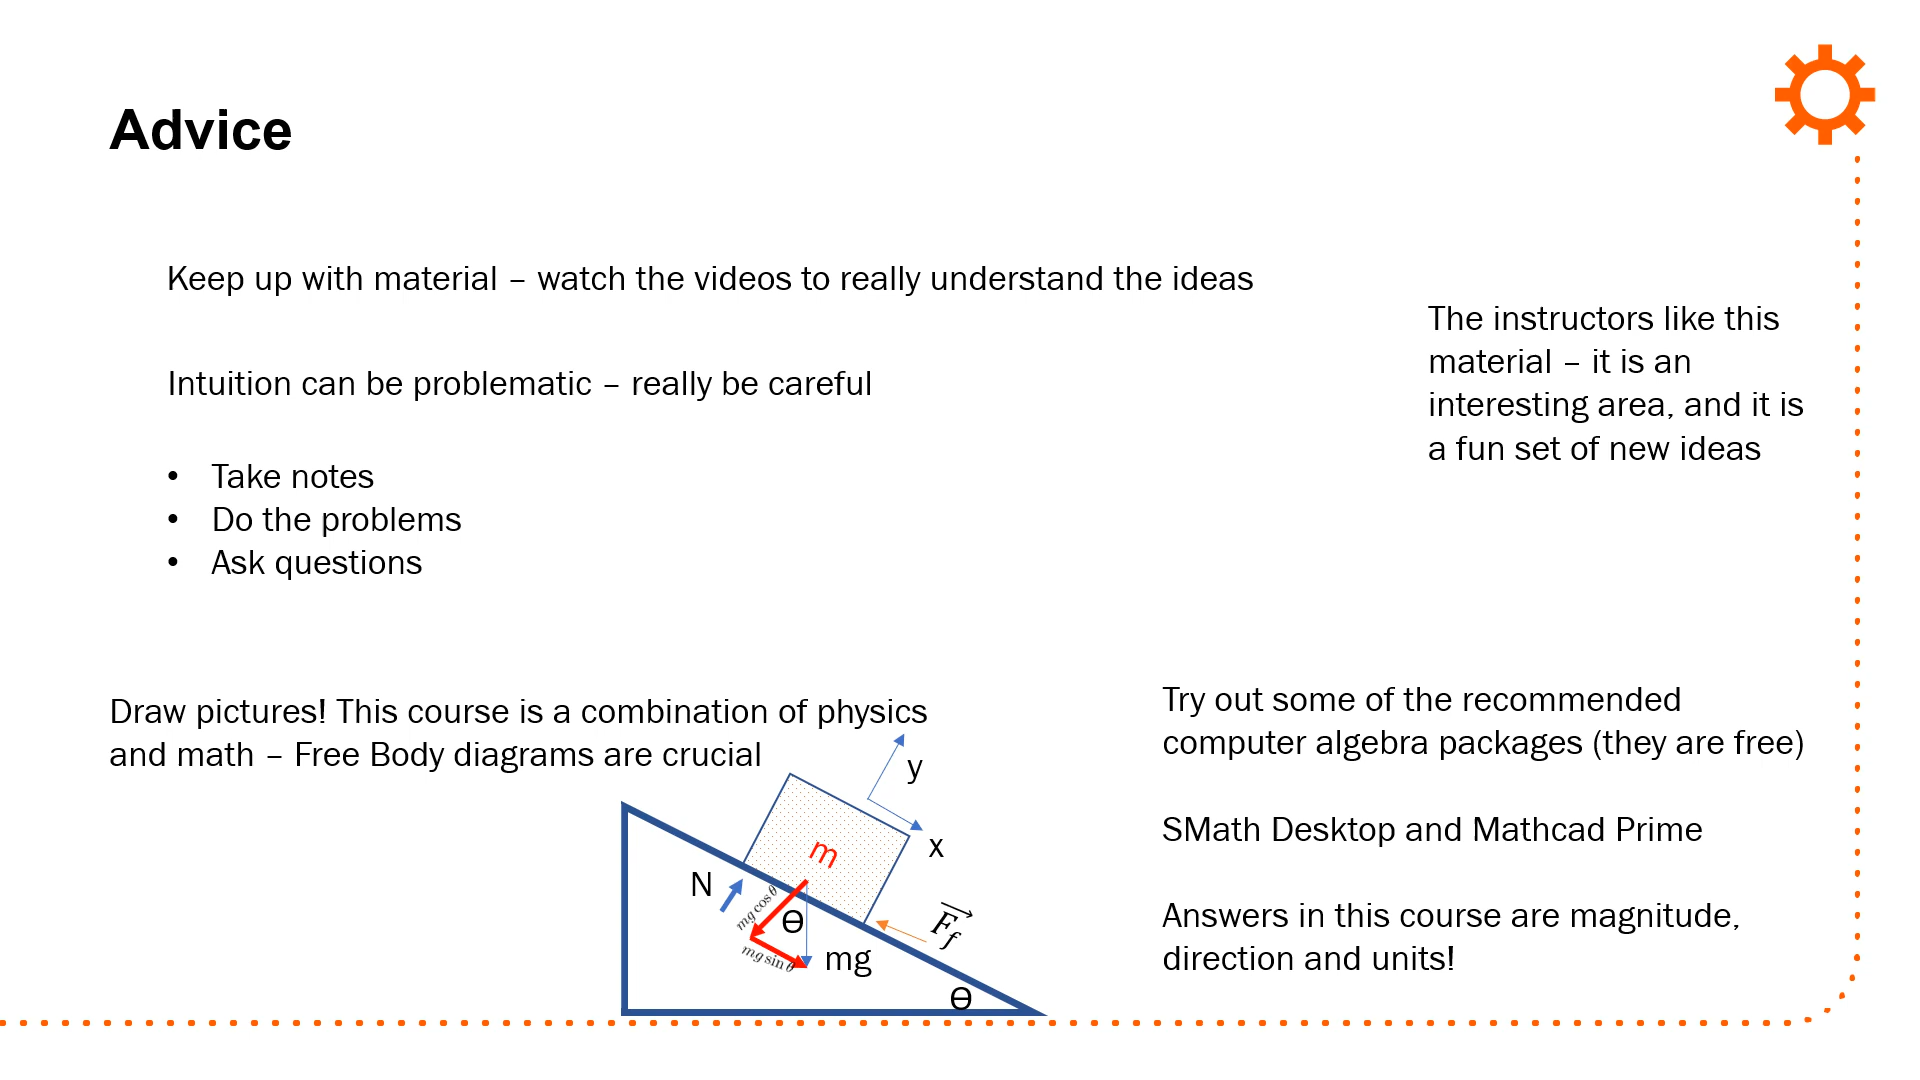 Advice
Keep up with material – watch the videos to really understand the ideas
Intuition can be problematic – really be careful
• Take notes
• Do the problems
• Ask questions
The instructors like this
material – it is an
interesting area, and it is
a fun set of new ideas
Draw pictures! This course is a combination of physics
and math – Free Body diagrams are crucial
y
x
m
N
mg cos θ
ϴ
mg sin θ
mg
F⃗_f
ϴ
Try out some of the recommended
computer algebra packages (they are free)
SMath Desktop and Mathcad Prime
Answers in this course are magnitude,
direction and units!